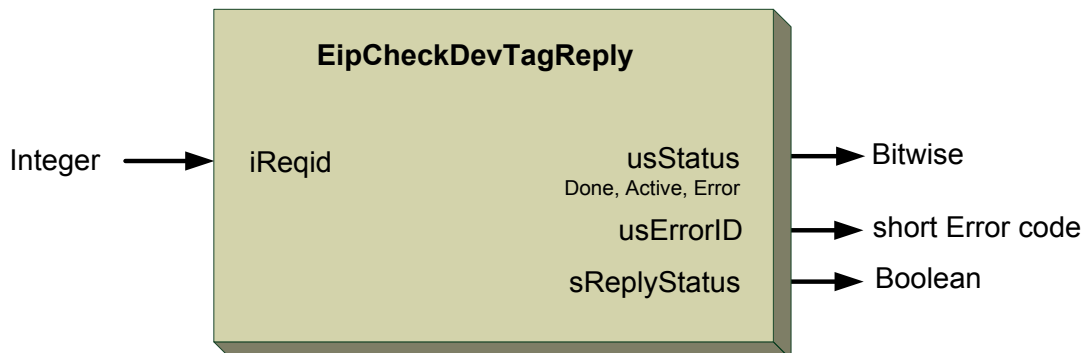 EipCheckDevTagReply
Integer
iReqid
usStatus
Bitwise
Done, Active, Error
usErrorID
short Error code
sReplyStatus
Boolean